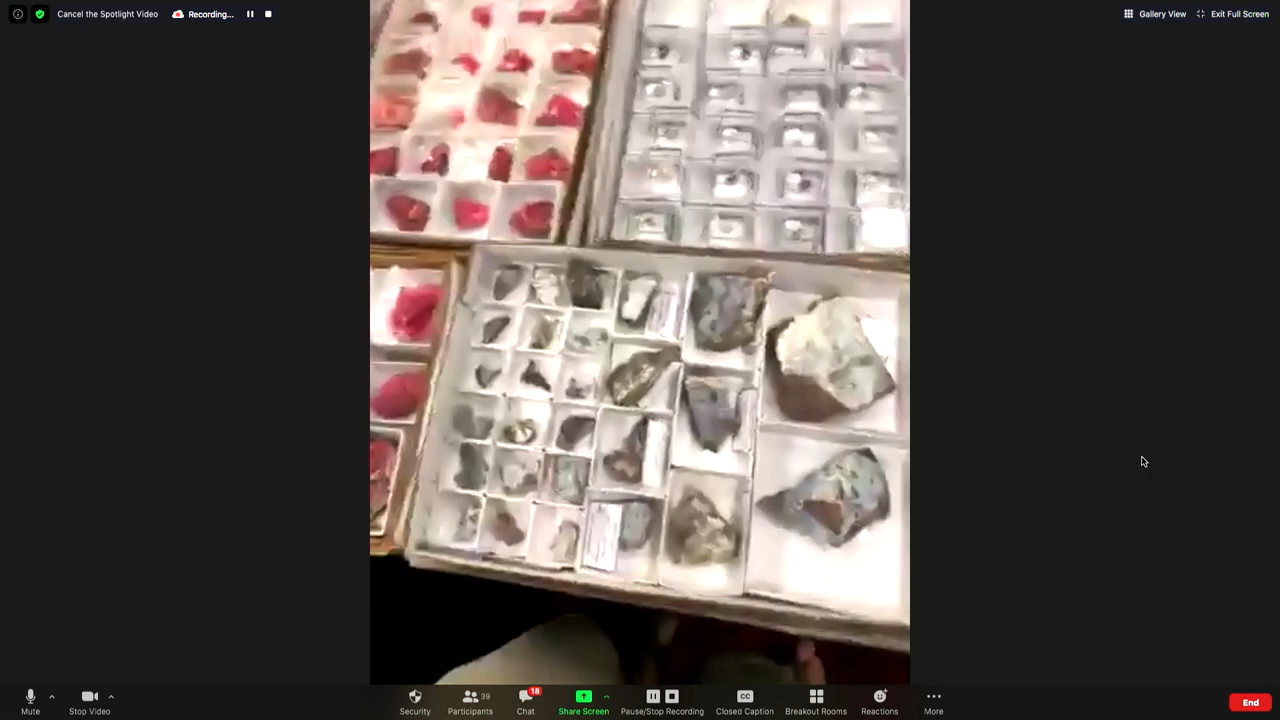 Cancel the Spotlight Video
Recording...
Gallery View
Exit Full Screen
Mute
Stop Video
Security
39
Participants
18
Chat
Share Screen
Pause/Stop Recording
CC
Closed Caption
Breakout Rooms
Reactions
More
End